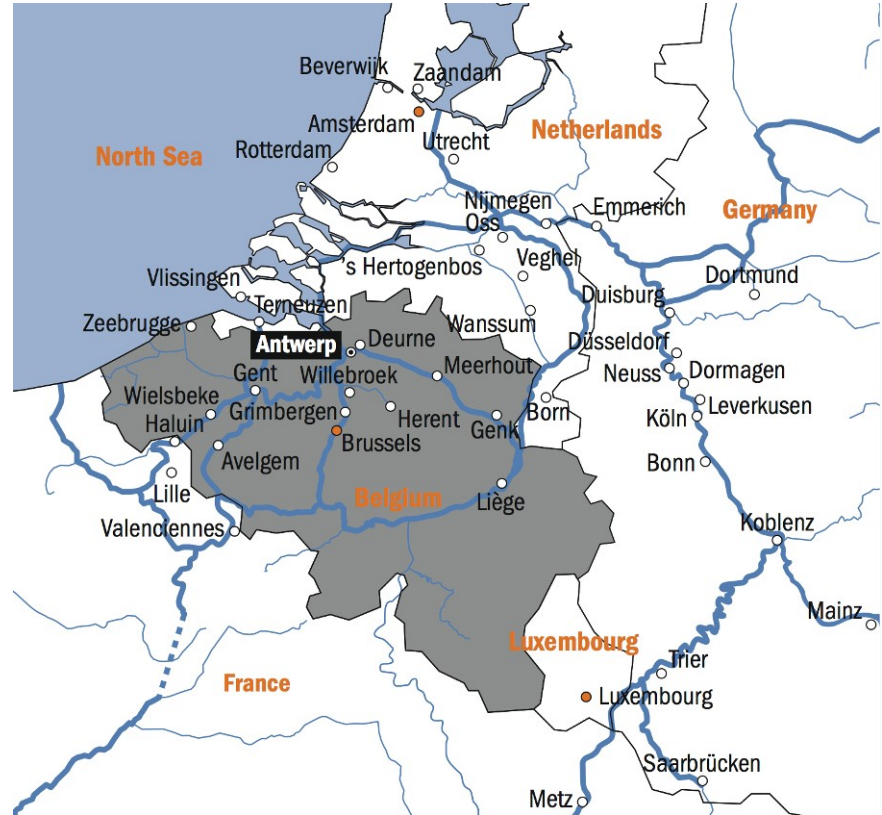 Beverwijk
Zaandam
Amsterdam
Netherlands
Utrecht
North Sea
Rotterdam
Nijmegen
Oss
Emmerich
Germany
's Hertogenbos
Veghel
Dortmund
Vlissingen
Terneuzen
Duisburg
Zeebrugge
Wanssum
Antwerp
Deurne
Düsseldorf
Gent
Willebroek
Meerhout
Neuss
Dormagen
Wielsbeke
Grimbergen
Herent
Born
Leverkusen
Haluin
Genk
Köln
Brussels
Avelgem
Bonn
Lille
Belgium
Liège
Valenciennes
Koblenz
Mainz
Luxembourg
Trier
France
Luxembourg
Saarbrücken
Metz